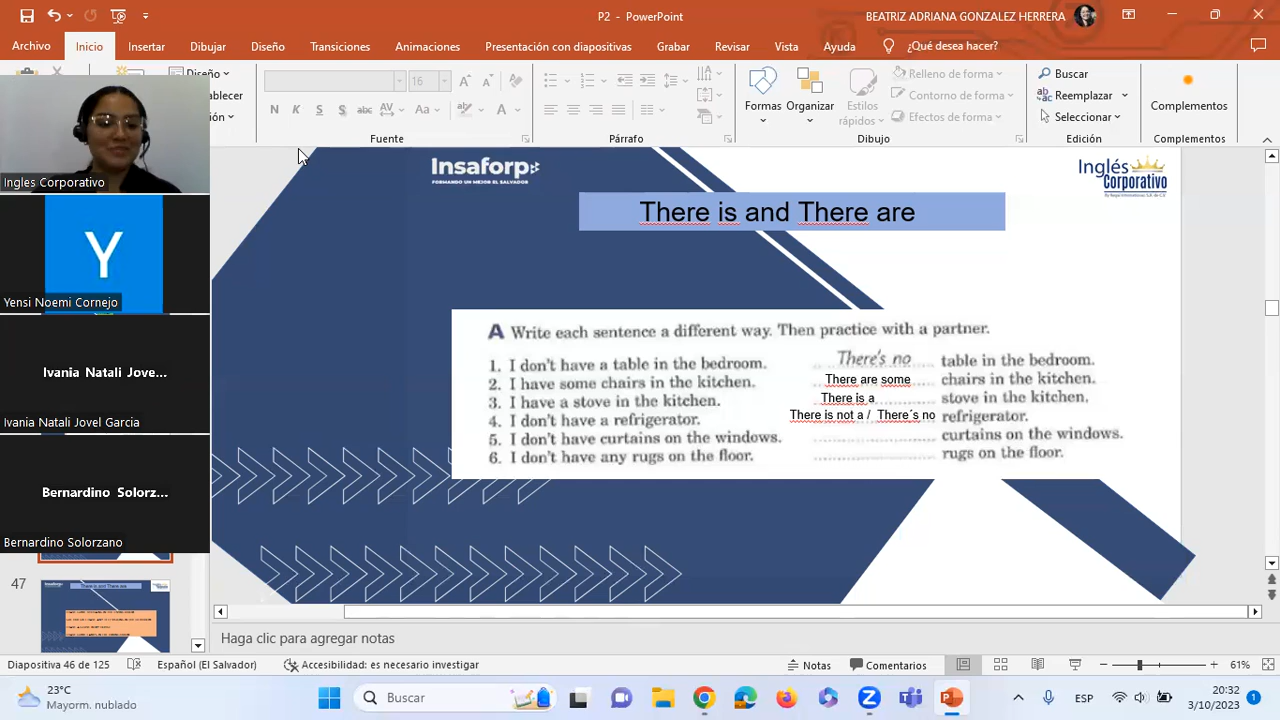 P2 - PowerPoint
BEATRIZ ADRIANA GONZALEZ HERRERA
Archivo Inicio Insertar Dibujar Diseño Transiciones Animaciones Presentación con diapositivas Grabar Revisar Vista Ayuda ¿Qué desea hacer?
Diseño
16
Relleno de forma
Buscar
Contorno de forma
Reemplazar
Efectos de forma
Seleccionar
N K S S abc AV Aa A
Formas Organizar Estilos rápidos
Complementos
Fuente Párrafo Dibujo Edición Complementos
Ingles Corporativo
Y
Yensi Noemi Cornejo
Ivania Natali Jove...
Ivania Natali Jovel Garcia
Bernardino Solorz...
Bernardino Solorzano
47
Insaforp
FORMANDO UN MEJOR EL SALVADOR
Inglés Corporativo
There is and There are
A Write each sentence a different way. Then practice with a partner.
1. I don't have a table in the bedroom. There's no table in the bedroom.
2. I have some chairs in the kitchen. There are some chairs in the kitchen.
3. I have a stove in the kitchen. There is a stove in the kitchen.
4. I don't have a refrigerator. There is not a / There´s no refrigerator.
5. I don't have curtains on the windows. curtains on the windows.
6. I don't have any rugs on the floor. rugs on the floor.
Haga clic para agregar notas
Diapositiva 46 de 125 Español (El Salvador) Accesibilidad: es necesario investigar Notas Comentarios 61%
23°C
Mayorm. nublado
Buscar
ESP
20:32
3/10/2023